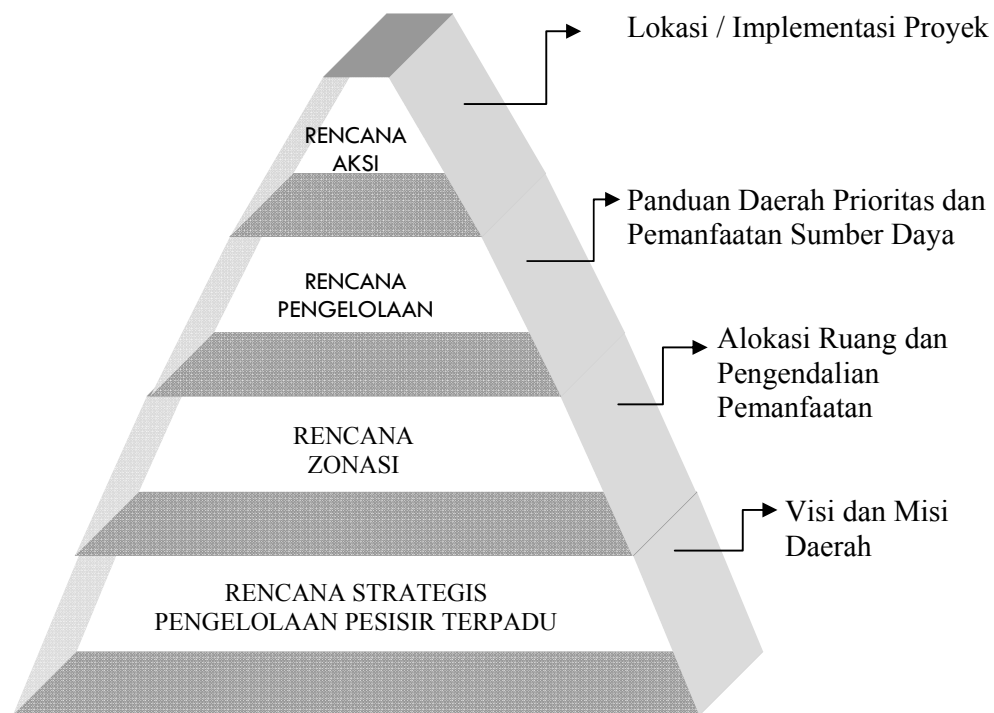 Lokasi / Implementasi Proyek
RENCANA
AKSI
Panduan Daerah Prioritas dan
Pemanfaatan Sumber Daya
RENCANA
PENGELOLAAN
Alokasi Ruang dan
Pengendalian
Pemanfaatan
RENCANA
ZONASI
Visi dan Misi
Daerah
RENCANA STRATEGIS
PENGELOLAAN PESISIR TERPADU